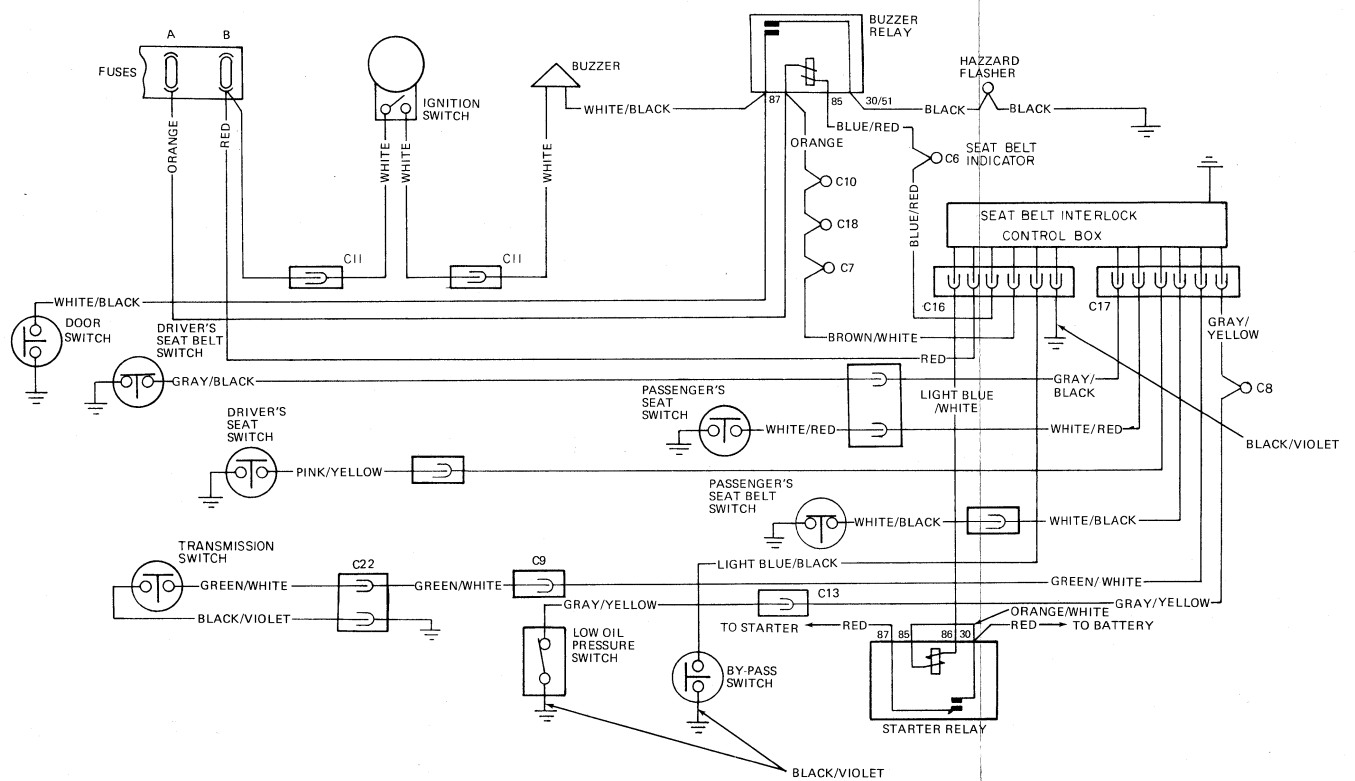 A
B
FUSES
ORANGE
RED
IGNITION
SWITCH
WHITE
WHITE
BUZZER
WHITE
WHITE/BLACK
BUZZER
RELAY
87
85
30/51
HAZZARD
FLASHER
BLACK
BLACK
BLUE/RED
ORANGE
C6
SEAT BELT
INDICATOR
BLUE/RED
C10
C18
C7
SEAT BELT INTERLOCK
CONTROL BOX
C11
C11
C16
C17
WHITE/BLACK
DOOR
SWITCH
DRIVER'S
SEAT BELT
SWITCH
BROWN/WHITE
RED
GRAY/
YELLOW
GRAY/BLACK
GRAY/
BLACK
C8
LIGHT BLUE
/WHITE
PASSENGER'S
SEAT
SWITCH
WHITE/RED
WHITE/RED
BLACK/VIOLET
DRIVER'S
SEAT
SWITCH
PINK/YELLOW
PASSENGER'S
SEAT BELT
SWITCH
WHITE/BLACK
WHITE/BLACK
TRANSMISSION
SWITCH
C22
C9
LIGHT BLUE/BLACK
GREEN/WHITE
GREEN/WHITE
GREEN/WHITE
BLACK/VIOLET
GRAY/YELLOW
C13
GRAY/YELLOW
ORANGE/WHITE
TO STARTER
RED
RED
TO BATTERY
87
85
86
30
LOW OIL
PRESSURE
SWITCH
BY-PASS
SWITCH
STARTER RELAY
BLACK/VIOLET